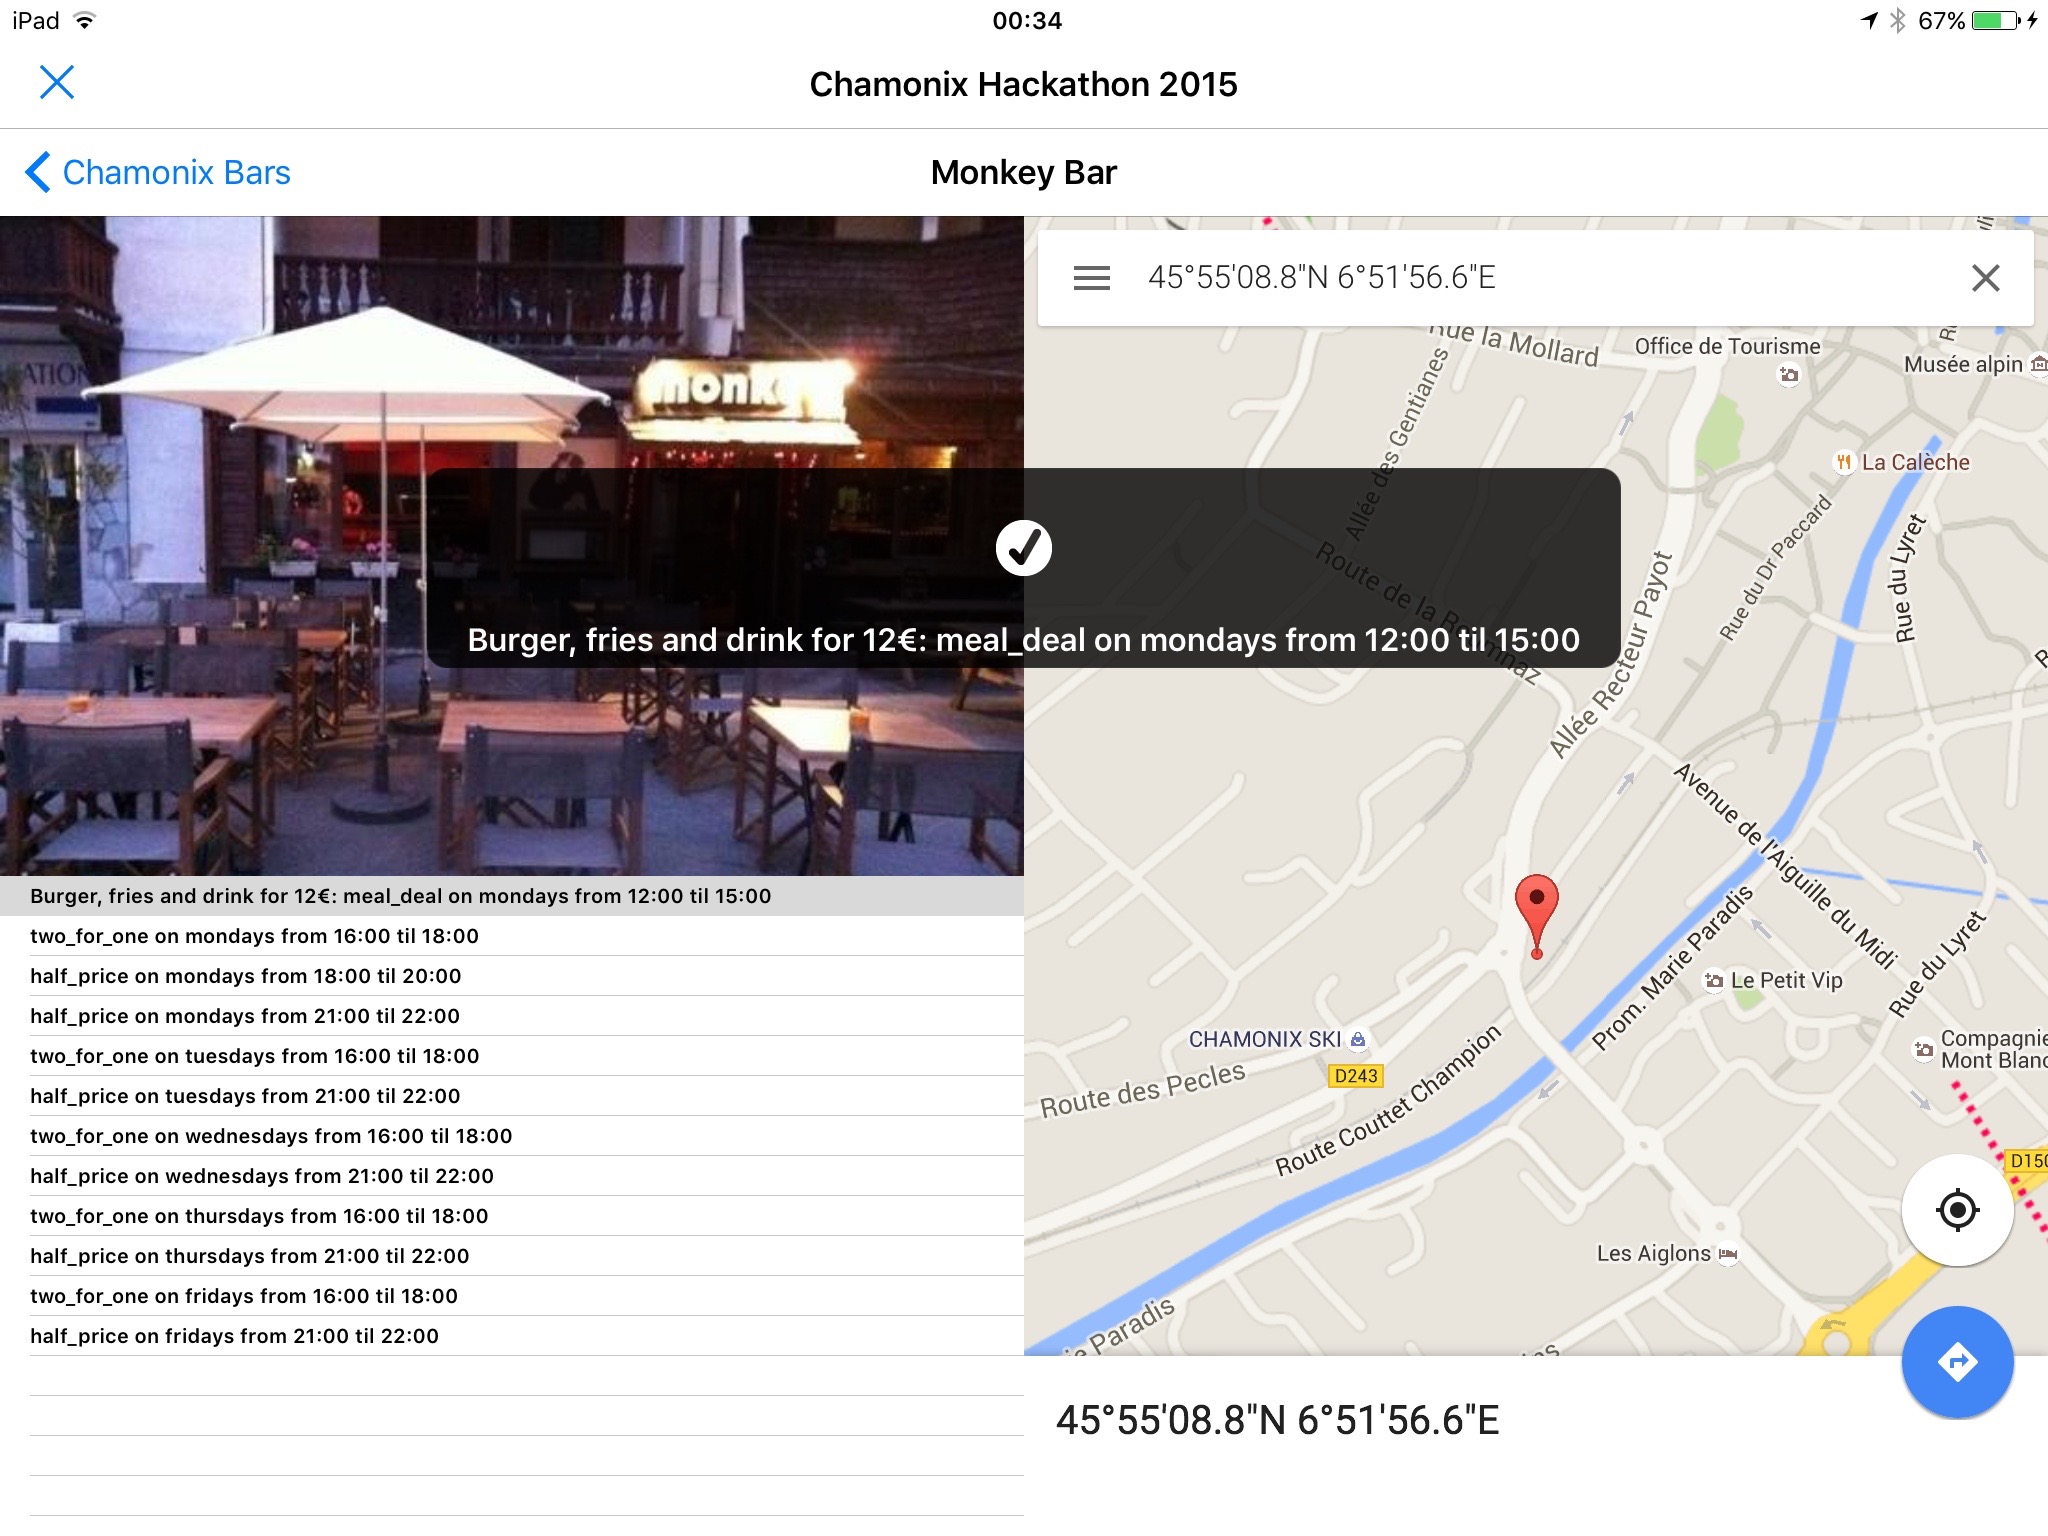 iPad 00:34 67%
Chamonix Hackathon 2015
Chamonix Bars Monkey Bar
ATION
monk
45°55'08.8"N 6°51'56.6"E
Rue la Mollard
Office de Tourisme
Musée alpin
Allée des Gentianes
La Calèche
Rue du Dr Paccard
Rue du Lyret
Route de la
Allée Recteur Payot
Burger, fries and drink for 12€: meal_deal on mondays from 12:00 til 15:00
Avenue de l'Aiguille du Midi
Prom. Marie Paradis
Rue du Lyret
Le Petit Vip
CHAMONIX SKI
D243
Compagnie
Mont Blanc
Route des Pecles
Route Couttet Champion
D150
Les Aiglons
Paradis
Burger, fries and drink for 12€: meal_deal on mondays from 12:00 til 15:00
two_for_one on mondays from 16:00 til 18:00
half_price on mondays from 18:00 til 20:00
half_price on mondays from 21:00 til 22:00
two_for_one on tuesdays from 16:00 til 18:00
half_price on tuesdays from 21:00 til 22:00
two_for_one on wednesdays from 16:00 til 18:00
half_price on wednesdays from 21:00 til 22:00
two_for_one on thursdays from 16:00 til 18:00
half_price on thursdays from 21:00 til 22:00
two_for_one on fridays from 16:00 til 18:00
half_price on fridays from 21:00 til 22:00
45°55'08.8"N 6°51'56.6"E